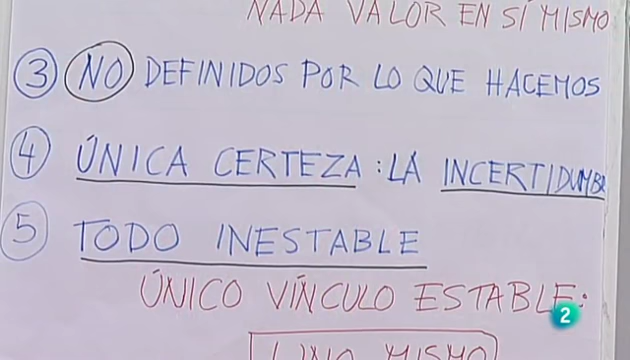 NADA VALOR EN SÍ MISMO
③ NO DEFINIDOS POR LO QUE HACEMOS
④ ÚNICA CERTEZA: LA INCERTIDUMBR
⑤ TODO INESTABLE
ÚNICO VÍNCULO ESTABLE:
UNO MISMO
2